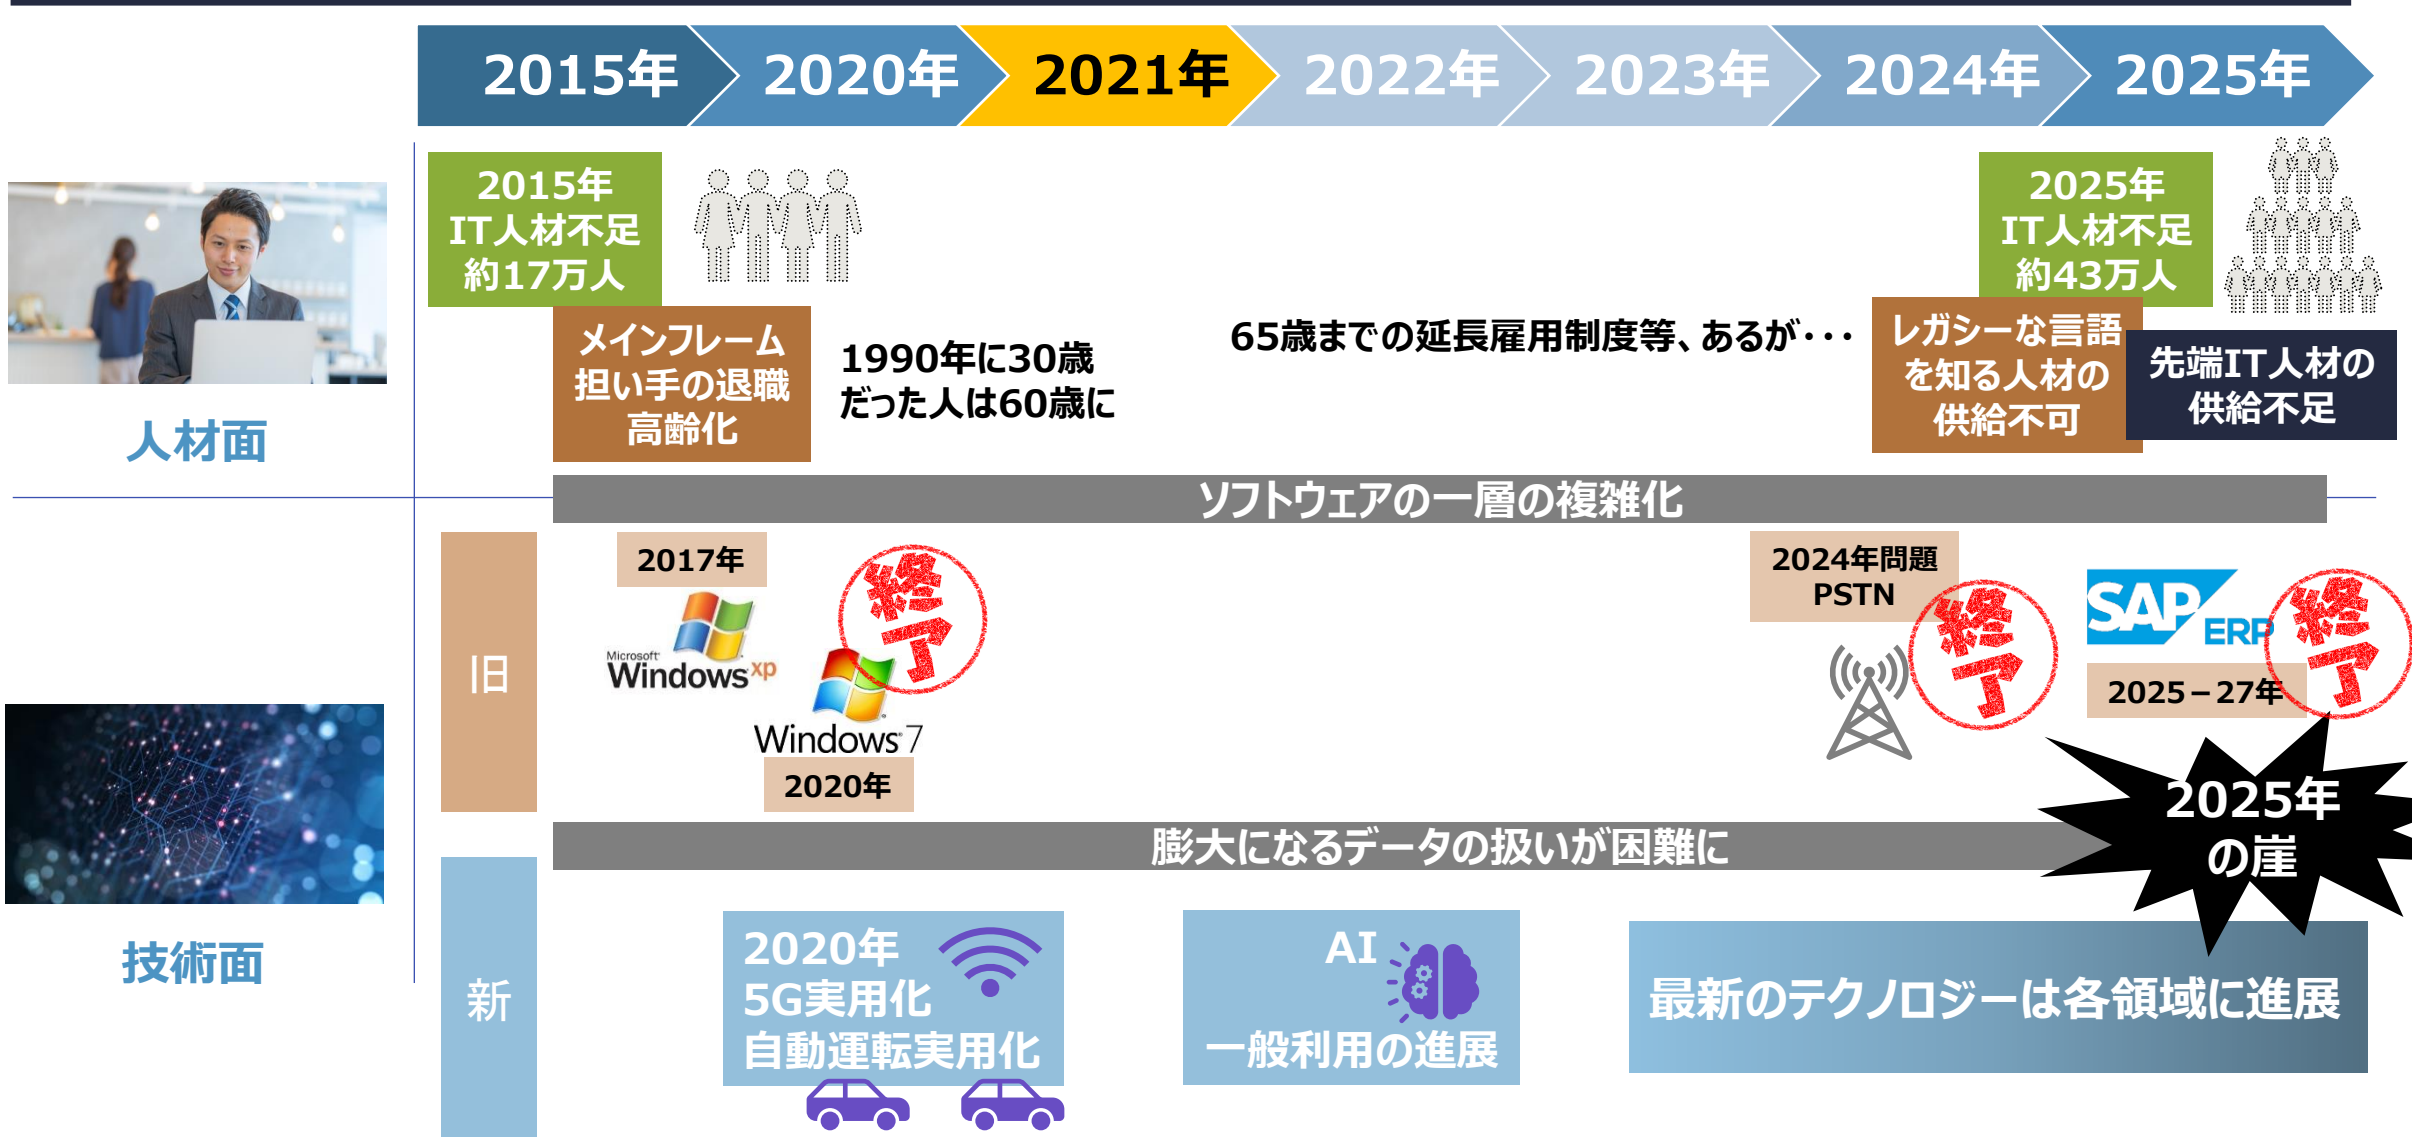 2015年
2020年
2021年
2022年
2023年
2024年
2025年
人材面
2015年
IT人材不足
約17万人
メインフレーム
担い手の退職
高齢化
1990年に30歳
だった人は60歳に
65歳までの延長雇用制度等、あるが・・・
2025年
IT人材不足
約43万人
レガシーな言語
を知る人材の
供給不可
先端IT人材の
供給不足
ソフトウェアの一層の複雑化
技術面
旧
2017年
Microsoft
Windows xp
終了
Windows 7
2020年
2024年問題
PSTN
終了
SAP ERP
終了
2025－27年
膨大になるデータの扱いが困難に
2025年
の崖
新
2020年
5G実用化
自動運転実用化
AI
一般利用の進展
最新のテクノロジーは各領域に進展